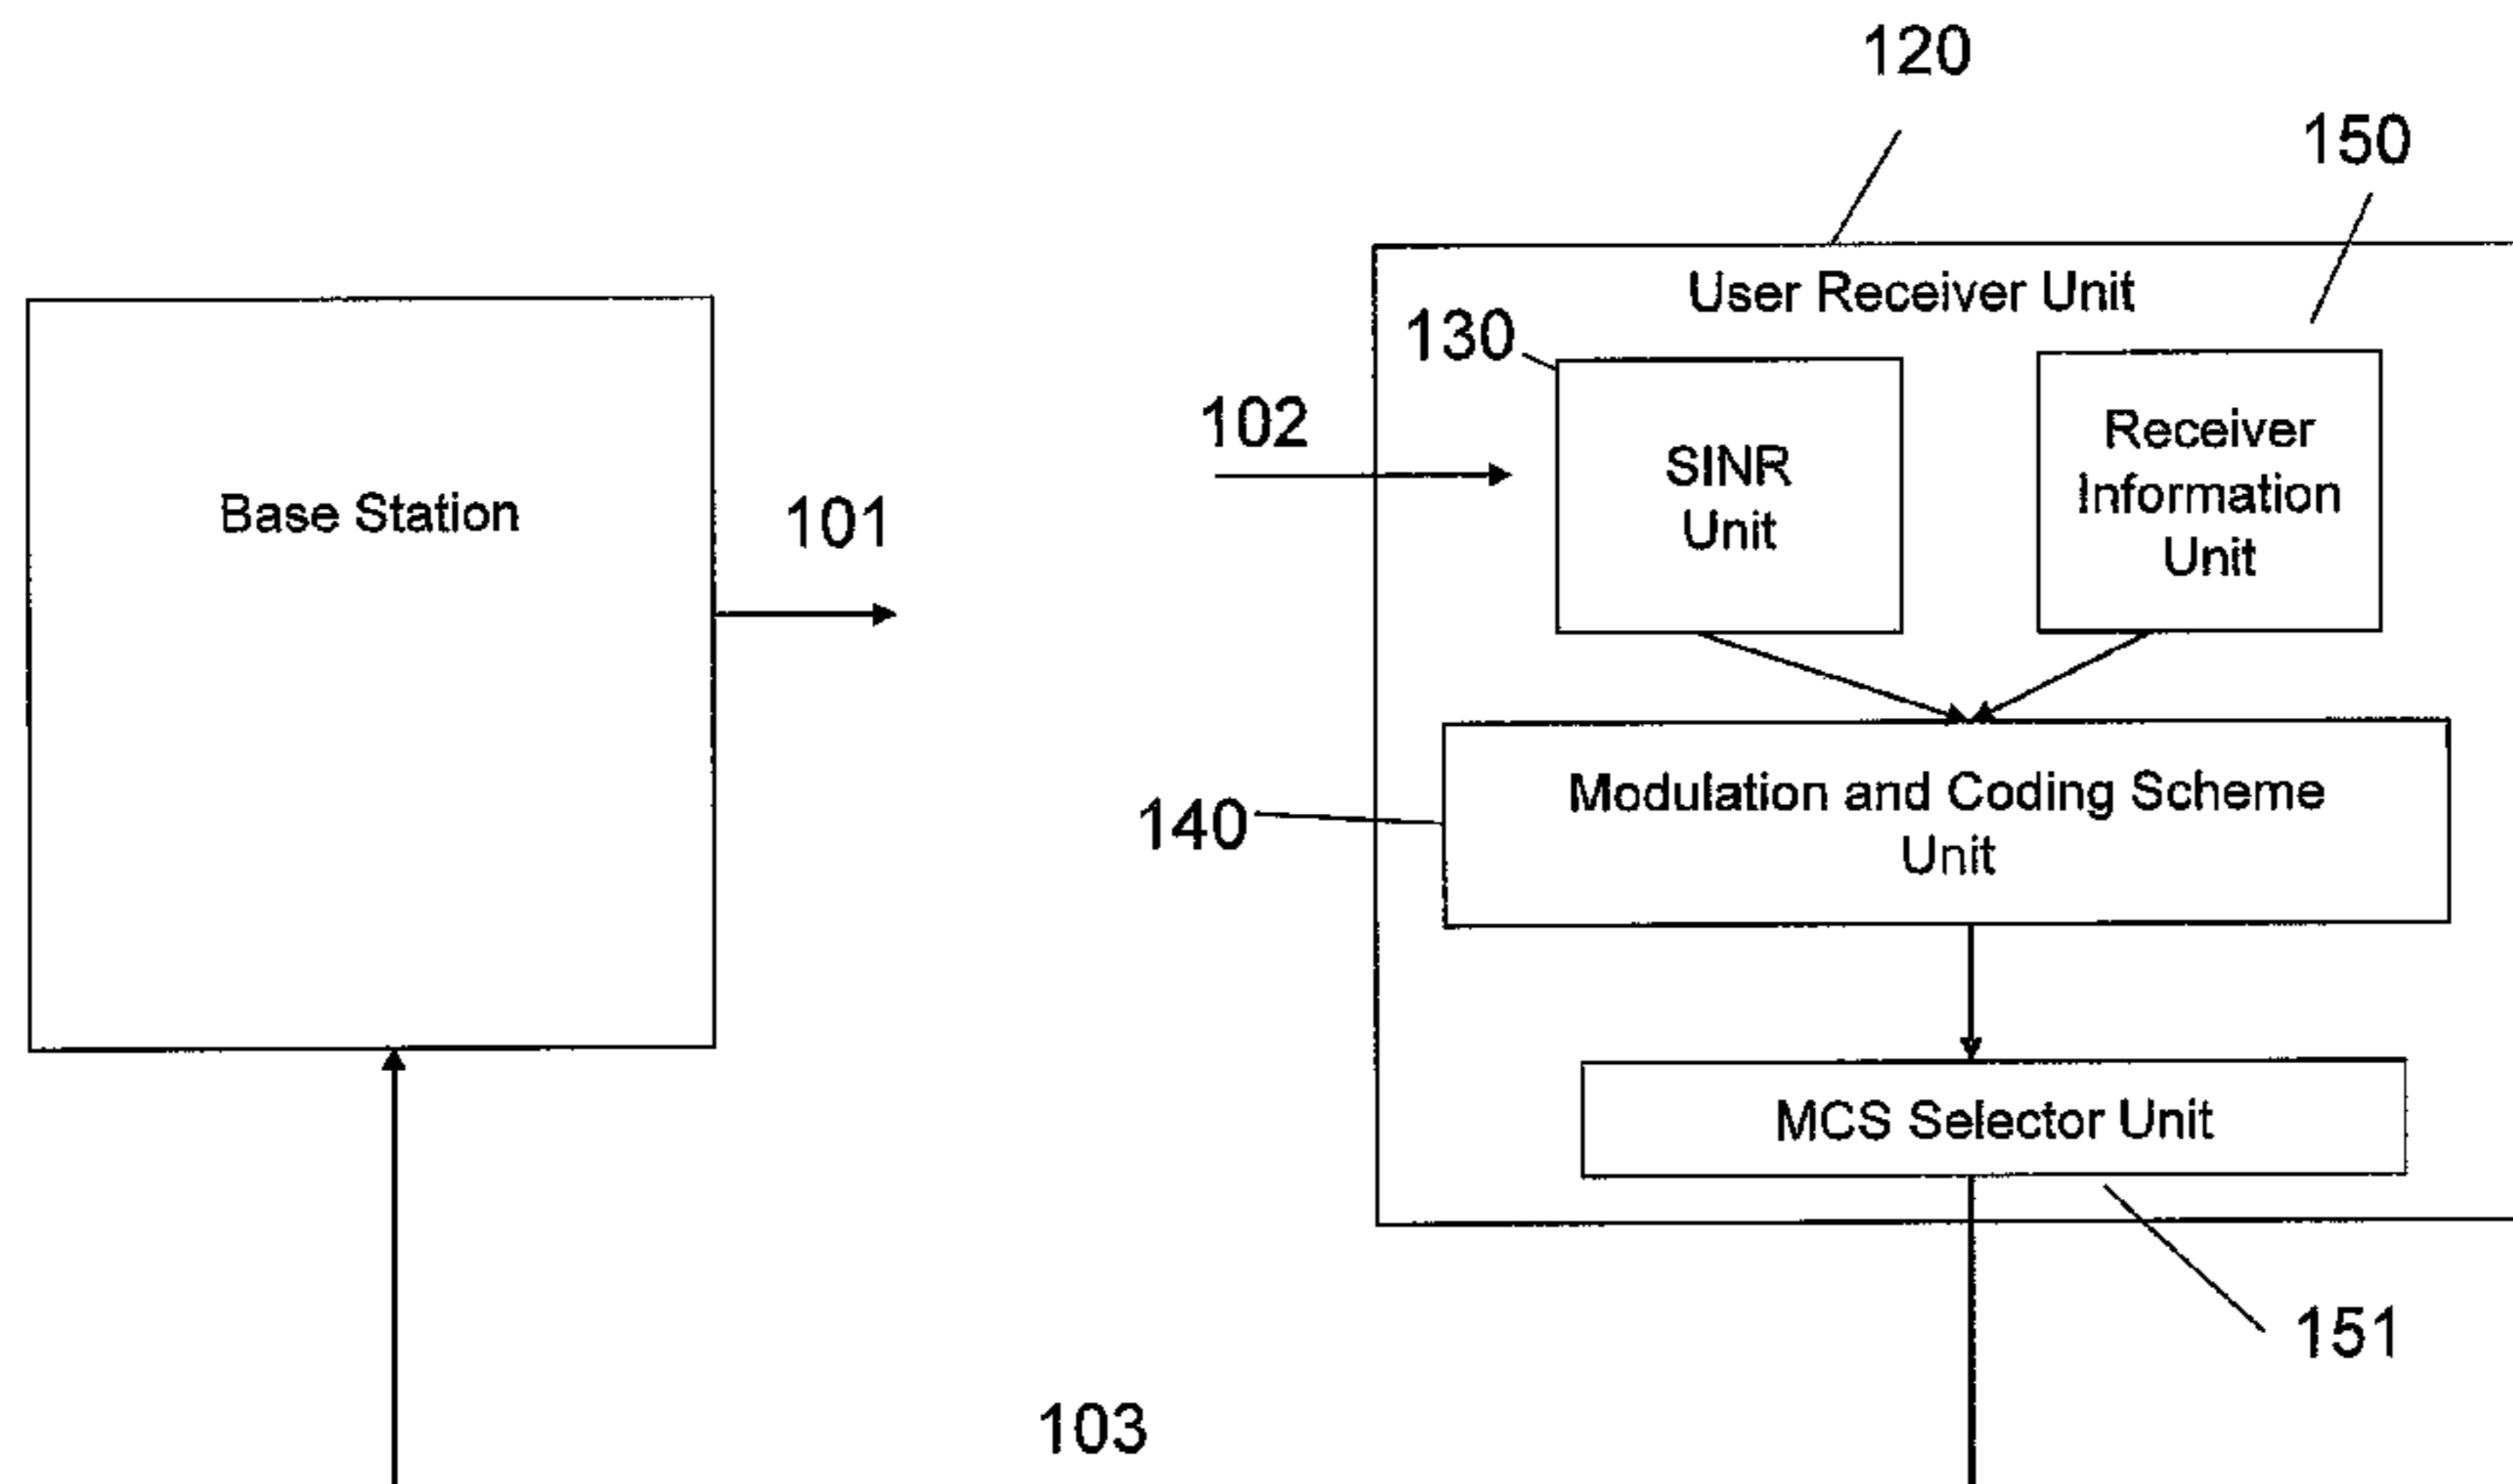 120
150
User Receiver Unit
130
102
SINR
Unit
Receiver
Information
Unit
Base Station
101
140
Modulation and Coding Scheme
Unit
MCS Selector Unit
151
103